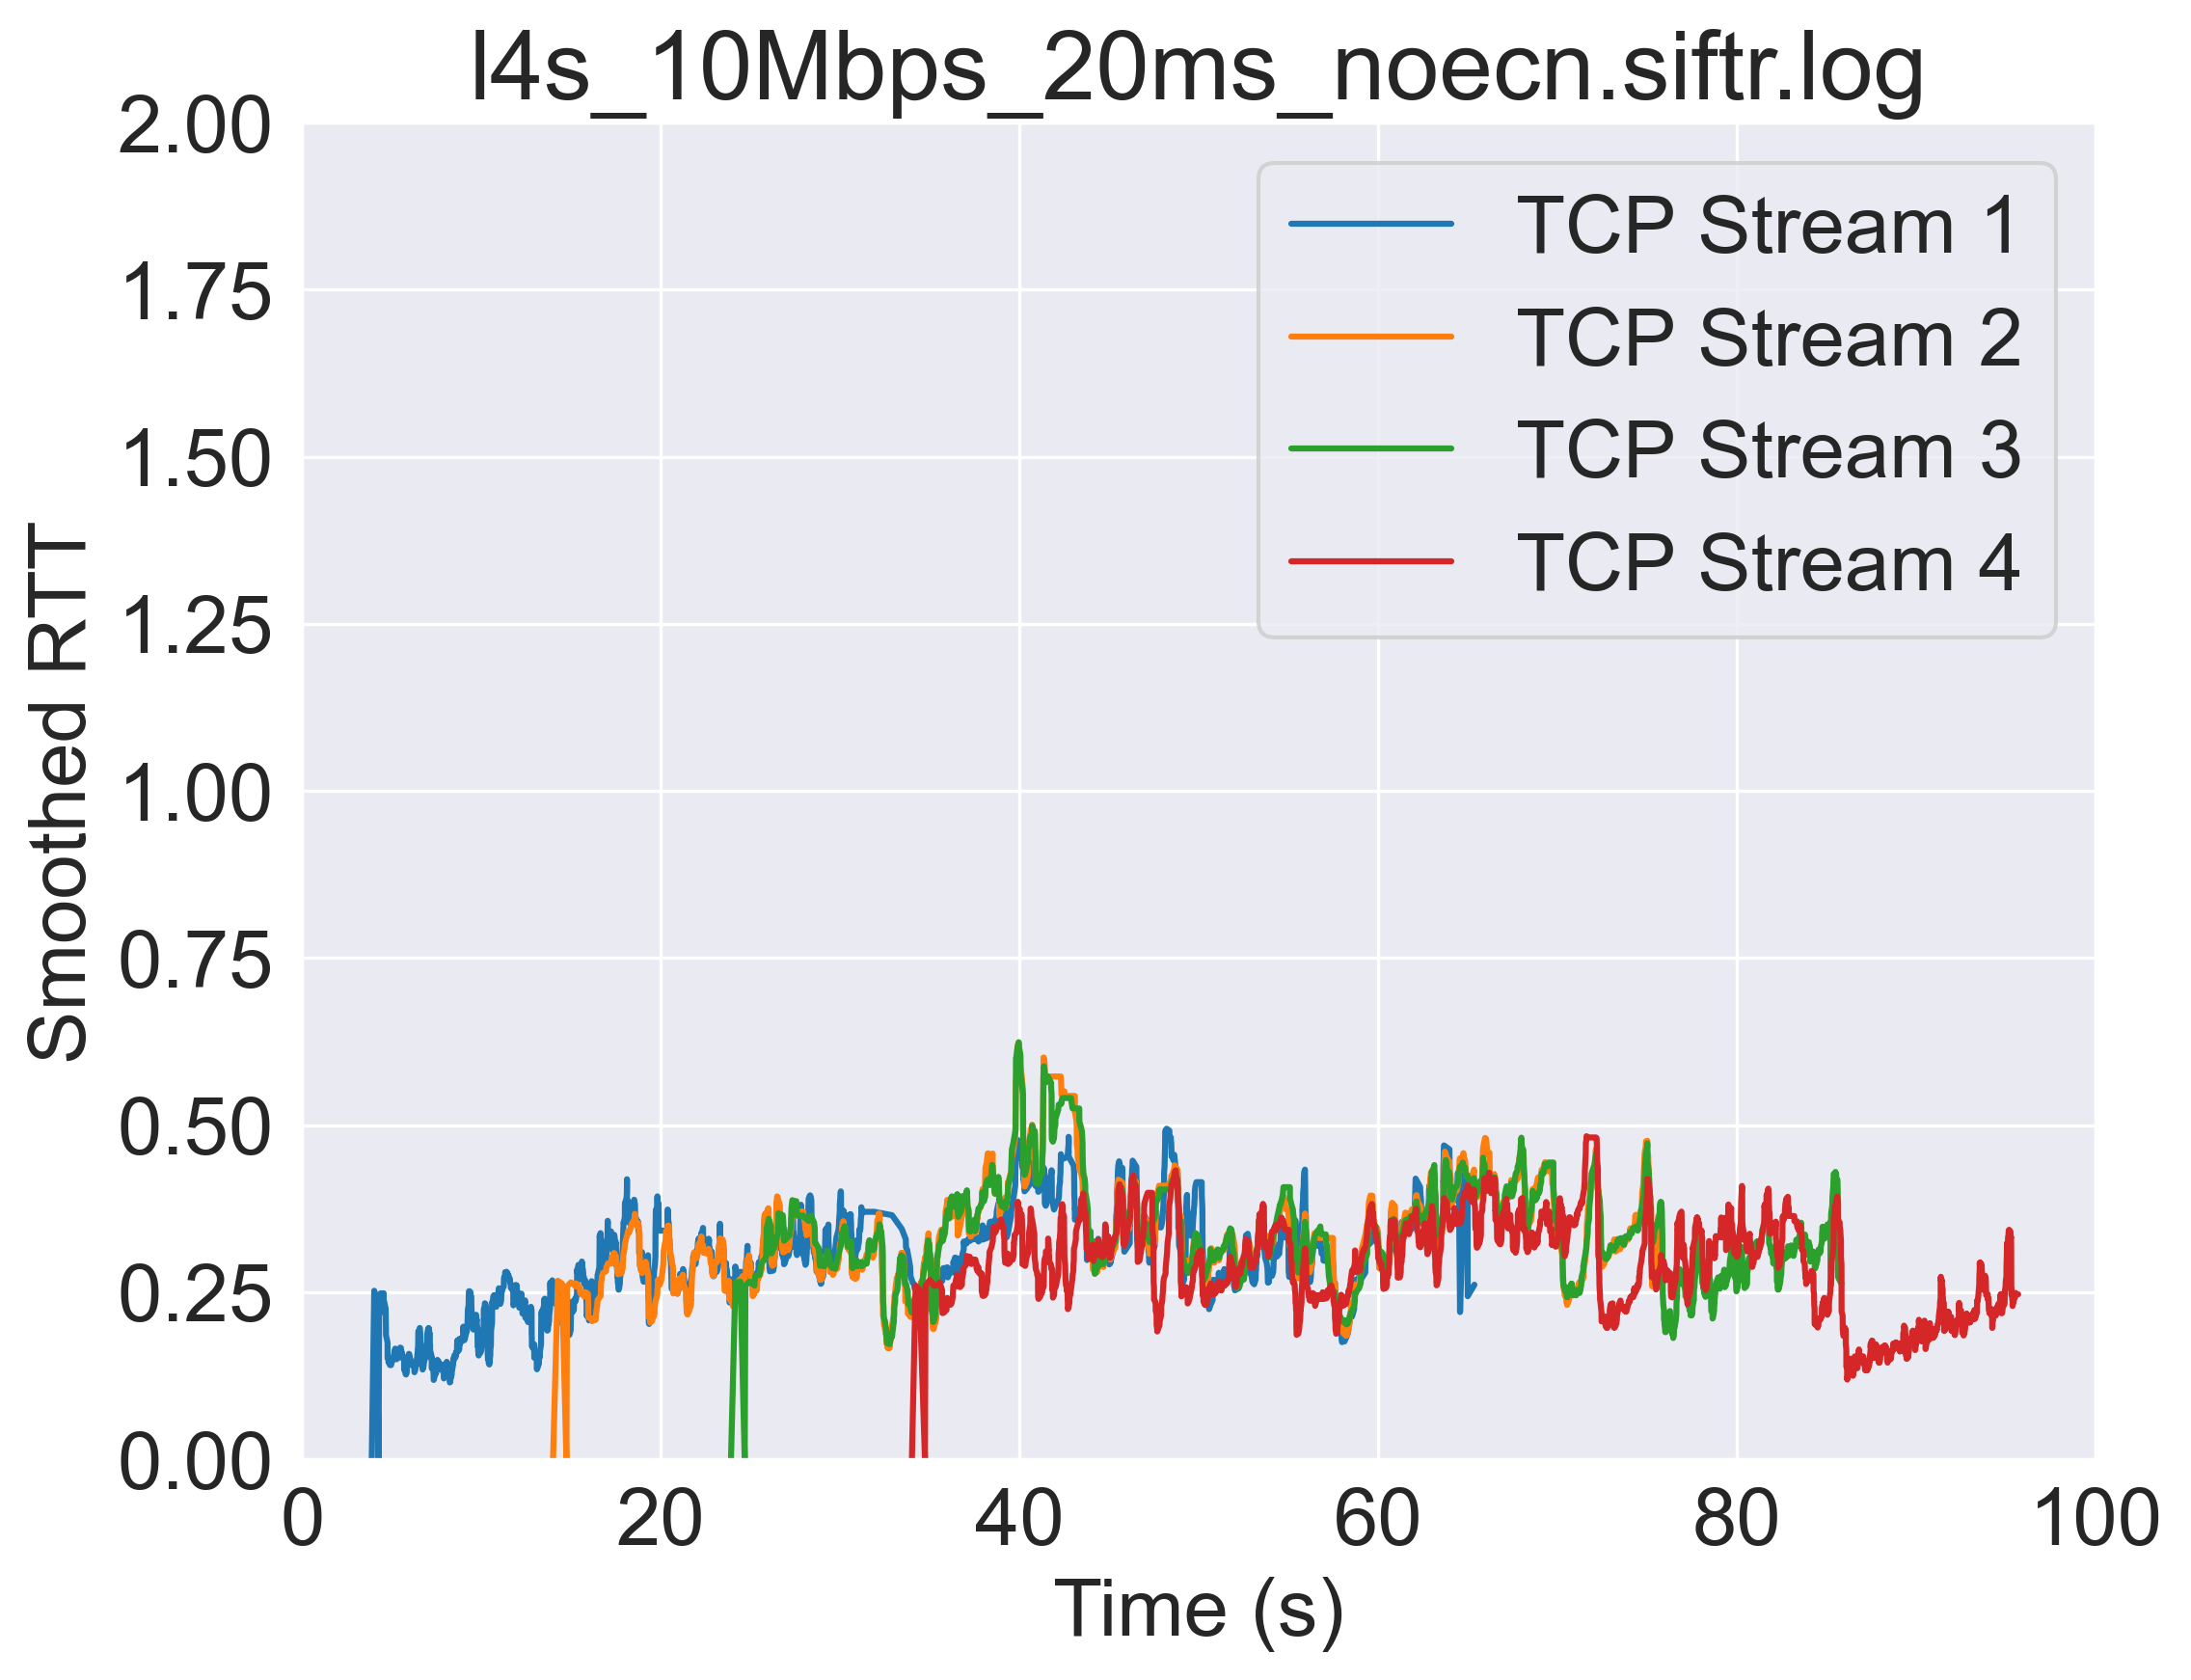 l4s_10Mbps_20ms_noecn.siftr.log
2.00
1.75
1.50
1.25
1.00
0.75
0.50
0.25
0.00
Smoothed RTT
TCP Stream 1
TCP Stream 2
TCP Stream 3
TCP Stream 4
0 20 40 60 80 100
Time (s)